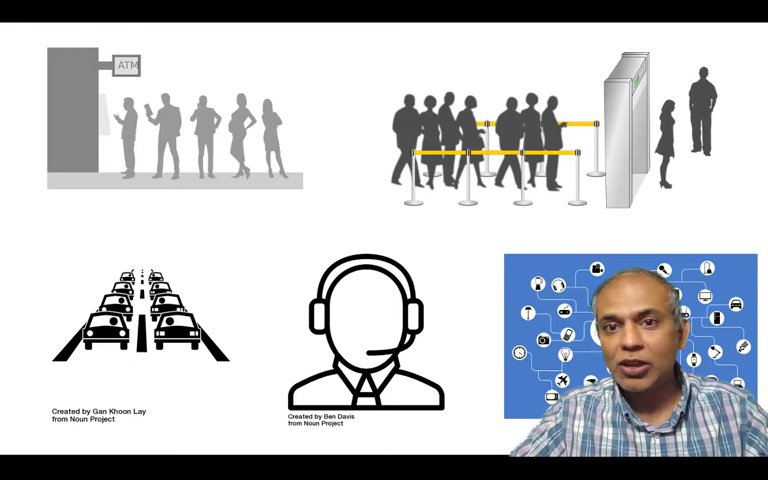 ATM
Created by Gan Khoon Lay
from Noun Project
Created by Ben Davis
from Noun Project